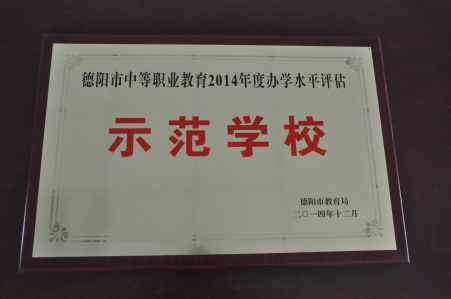 德阳市中等职业教育2014年度办学水平评估
示范学校
德阳市教育局
二〇一四年十二月